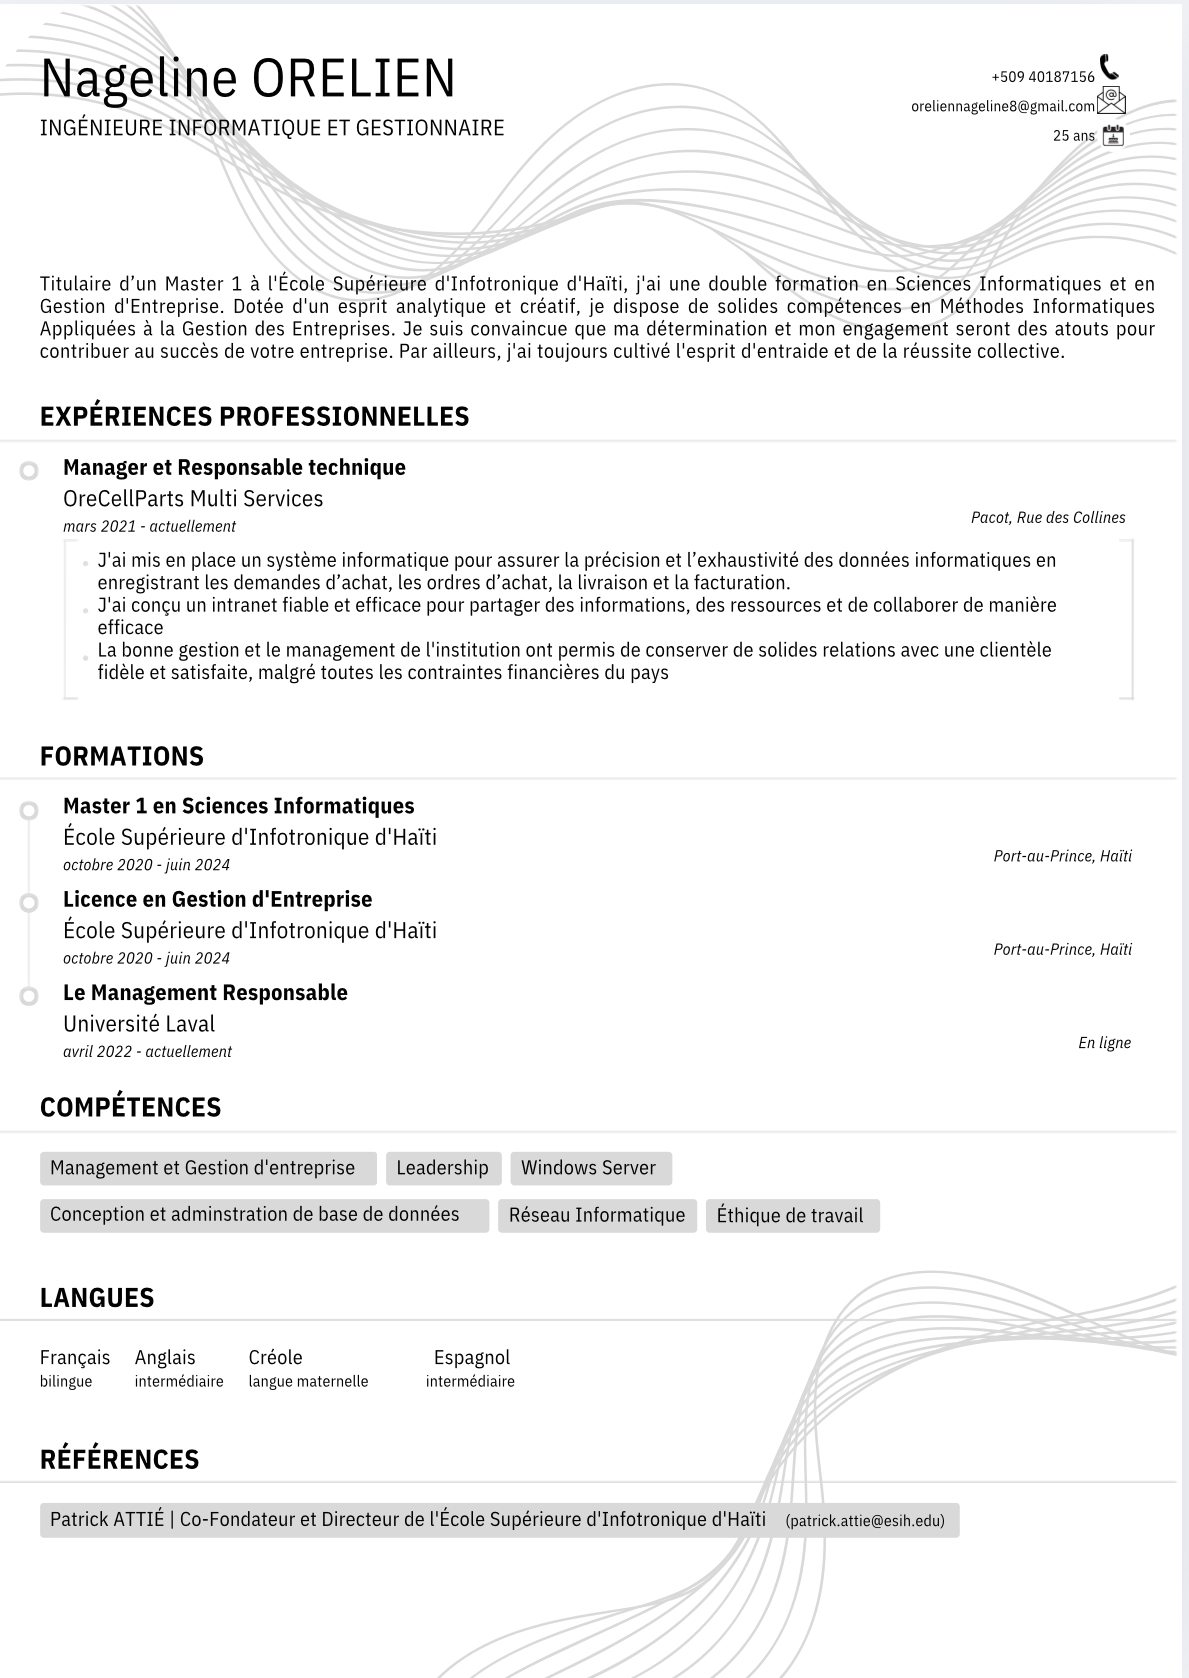 Nageline ORELIEN
INGÉNIEURE INFORMATIQUE ET GESTIONNAIRE
+509 40187156
oreliennageline8@gmail.com
25 ans
Titulaire d’un Master 1 à l'École Supérieure d'Infotronique d'Haïti, j'ai une double formation en Sciences Informatiques et en
Gestion d'Entreprise. Dotée d'un esprit analytique et créatif, je dispose de solides compétences en Méthodes Informatiques
Appliquées à la Gestion des Entreprises. Je suis convaincue que ma détermination et mon engagement seront des atouts pour
contribuer au succès de votre entreprise. Par ailleurs, j'ai toujours cultivé l'esprit d'entraide et de la réussite collective.
EXPÉRIENCES PROFESSIONNELLES
Manager et Responsable technique
OreCellParts Multi Services
mars 2021 - actuellement
Pacot, Rue des Collines
J'ai mis en place un système informatique pour assurer la précision et l’exhaustivité des données informatiques en
enregistrant les demandes d’achat, les ordres d’achat, la livraison et la facturation.
J'ai conçu un intranet fiable et efficace pour partager des informations, des ressources et de collaborer de manière
efficace
La bonne gestion et le management de l'institution ont permis de conserver de solides relations avec une clientèle
fidèle et satisfaite, malgré toutes les contraintes financières du pays
FORMATIONS
Master 1 en Sciences Informatiques
École Supérieure d'Infotronique d'Haïti
octobre 2020 - juin 2024
Port-au-Prince, Haïti
Licence en Gestion d'Entreprise
École Supérieure d'Infotronique d'Haïti
octobre 2020 - juin 2024
Port-au-Prince, Haïti
Le Management Responsable
Université Laval
avril 2022 - actuellement
En ligne
COMPÉTENCES
Management et Gestion d'entreprise Leadership Windows Server
Conception et adminstration de base de données Réseau Informatique Éthique de travail
LANGUES
Français Anglais Créole Espagnol
bilingue intermédiaire langue maternelle intermédiaire
RÉFÉRENCES
Patrick ATTIÉ | Co-Fondateur et Directeur de l'École Supérieure d'Infotronique d'Haïti (patrick.attie@esih.edu)